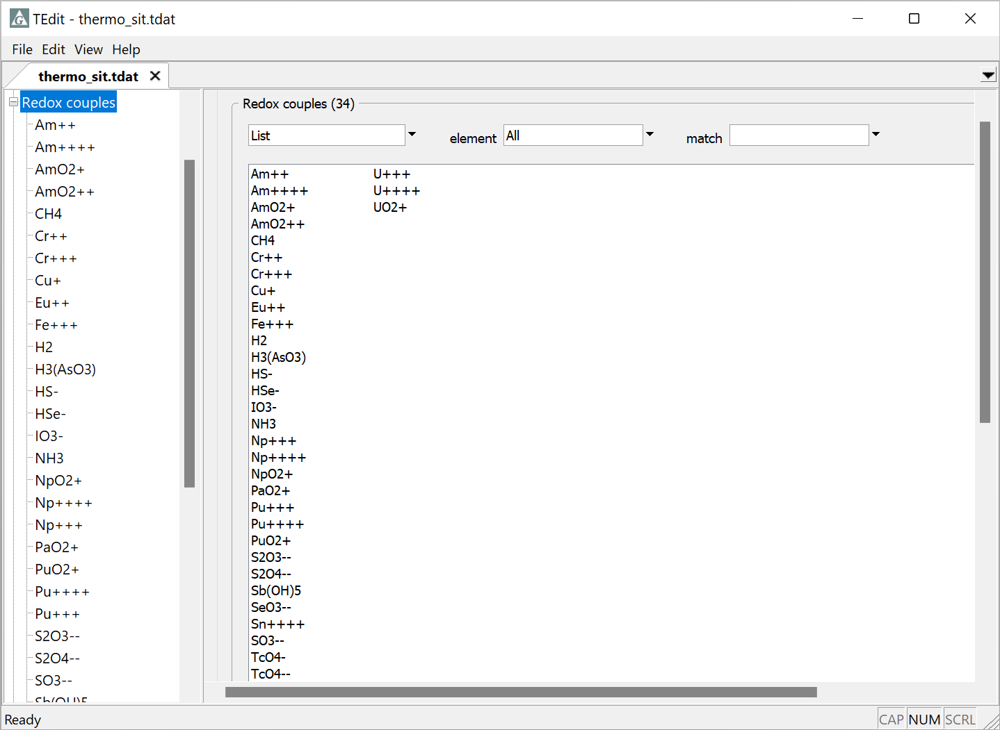 TEdit - thermo_sit.tdat
File Edit View Help
thermo_sit.tdat
Redox couples
Am++
Am++++
AmO2+
AmO2++
CH4
Cr++
Cr+++
Cu+
Eu++
Fe+++
H2
H3(AsO3)
HS-
HSe-
IO3-
NH3
NpO2+
Np++++
Np+++
PaO2+
PuO2+
Pu++++
Pu+++
S2O3--
S2O4--
SO3--
Sb(OH)5
Redox couples (34)
List element All match
Am++ U+++
Am++++ U++++
AmO2+ UO2+
AmO2++
CH4
Cr++
Cr+++
Cu+
Eu++
Fe+++
H2
H3(AsO3)
HS-
HSe-
IO3-
NH3
Np+++
Np++++
NpO2+
PaO2+
Pu+++
Pu++++
PuO2+
S2O3--
S2O4--
Sb(OH)5
SeO3--
Sn++++
SO3--
TcO4-
TcO4--
Ready CAP NUM SCRL